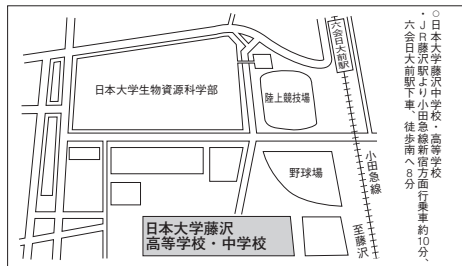 ○日本大学藤沢中学校・高等学校
・JR藤沢駅より小田急線新宿方面行乗車約10分、
六会日大前駅下車、徒歩南へ8分
六会日大前駅
日本大学生物資源科学部
陸上競技場
小田急線
野球場
至藤沢
日本大学藤沢
高等学校・中学校